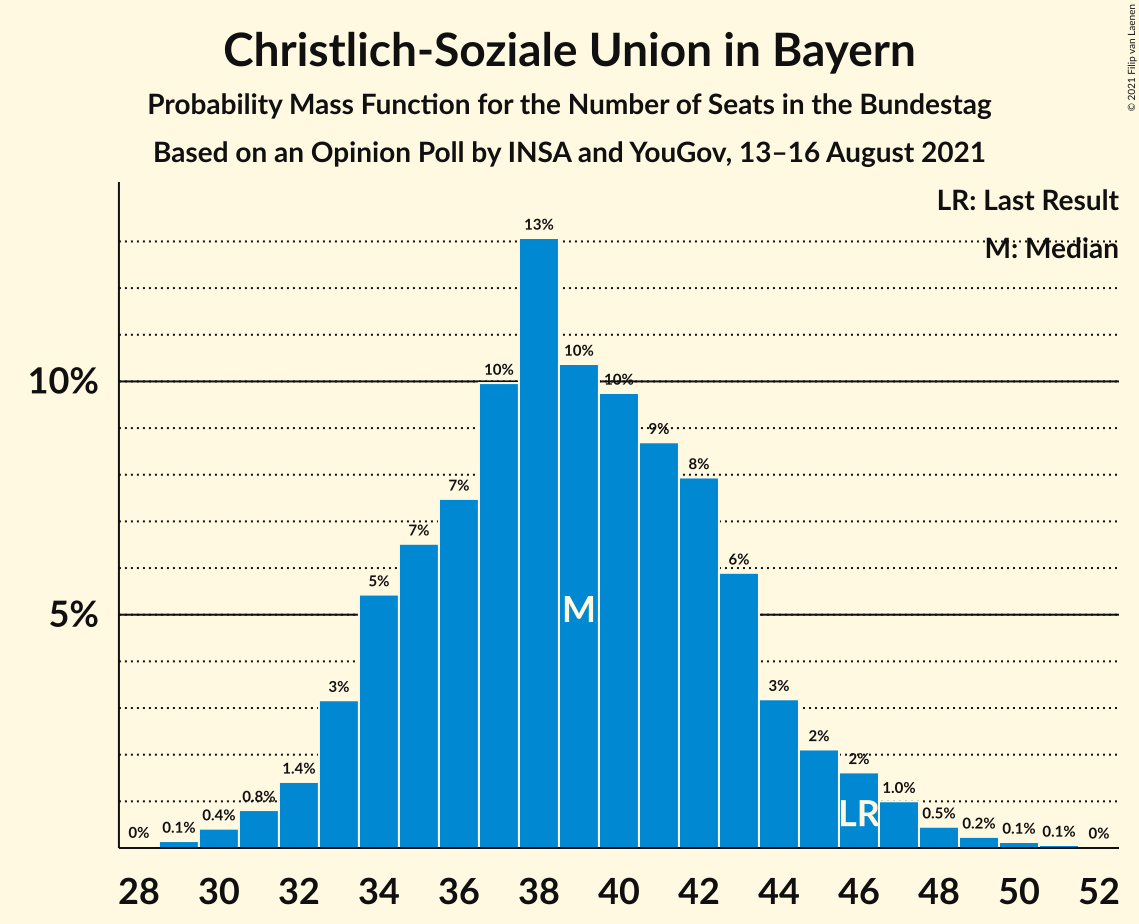 Christlich-Soziale Union in Bayern
Probability Mass Function for the Number of Seats in the Bundestag
Based on an Opinion Poll by INSA and YouGov, 13–16 August 2021
© 2021 Filip van Laenen
LR: Last Result
M: Median
10%
5%
0% 0.1% 0.4% 0.8% 1.4% 3% 5% 7% 7% 10% 13% 10% 10% 9% 8% 6% 3% 2% 2% 1.0% 0.5% 0.2% 0.1% 0.1% 0%
M
LR
28 30 32 34 36 38 40 42 44 46 48 50 52